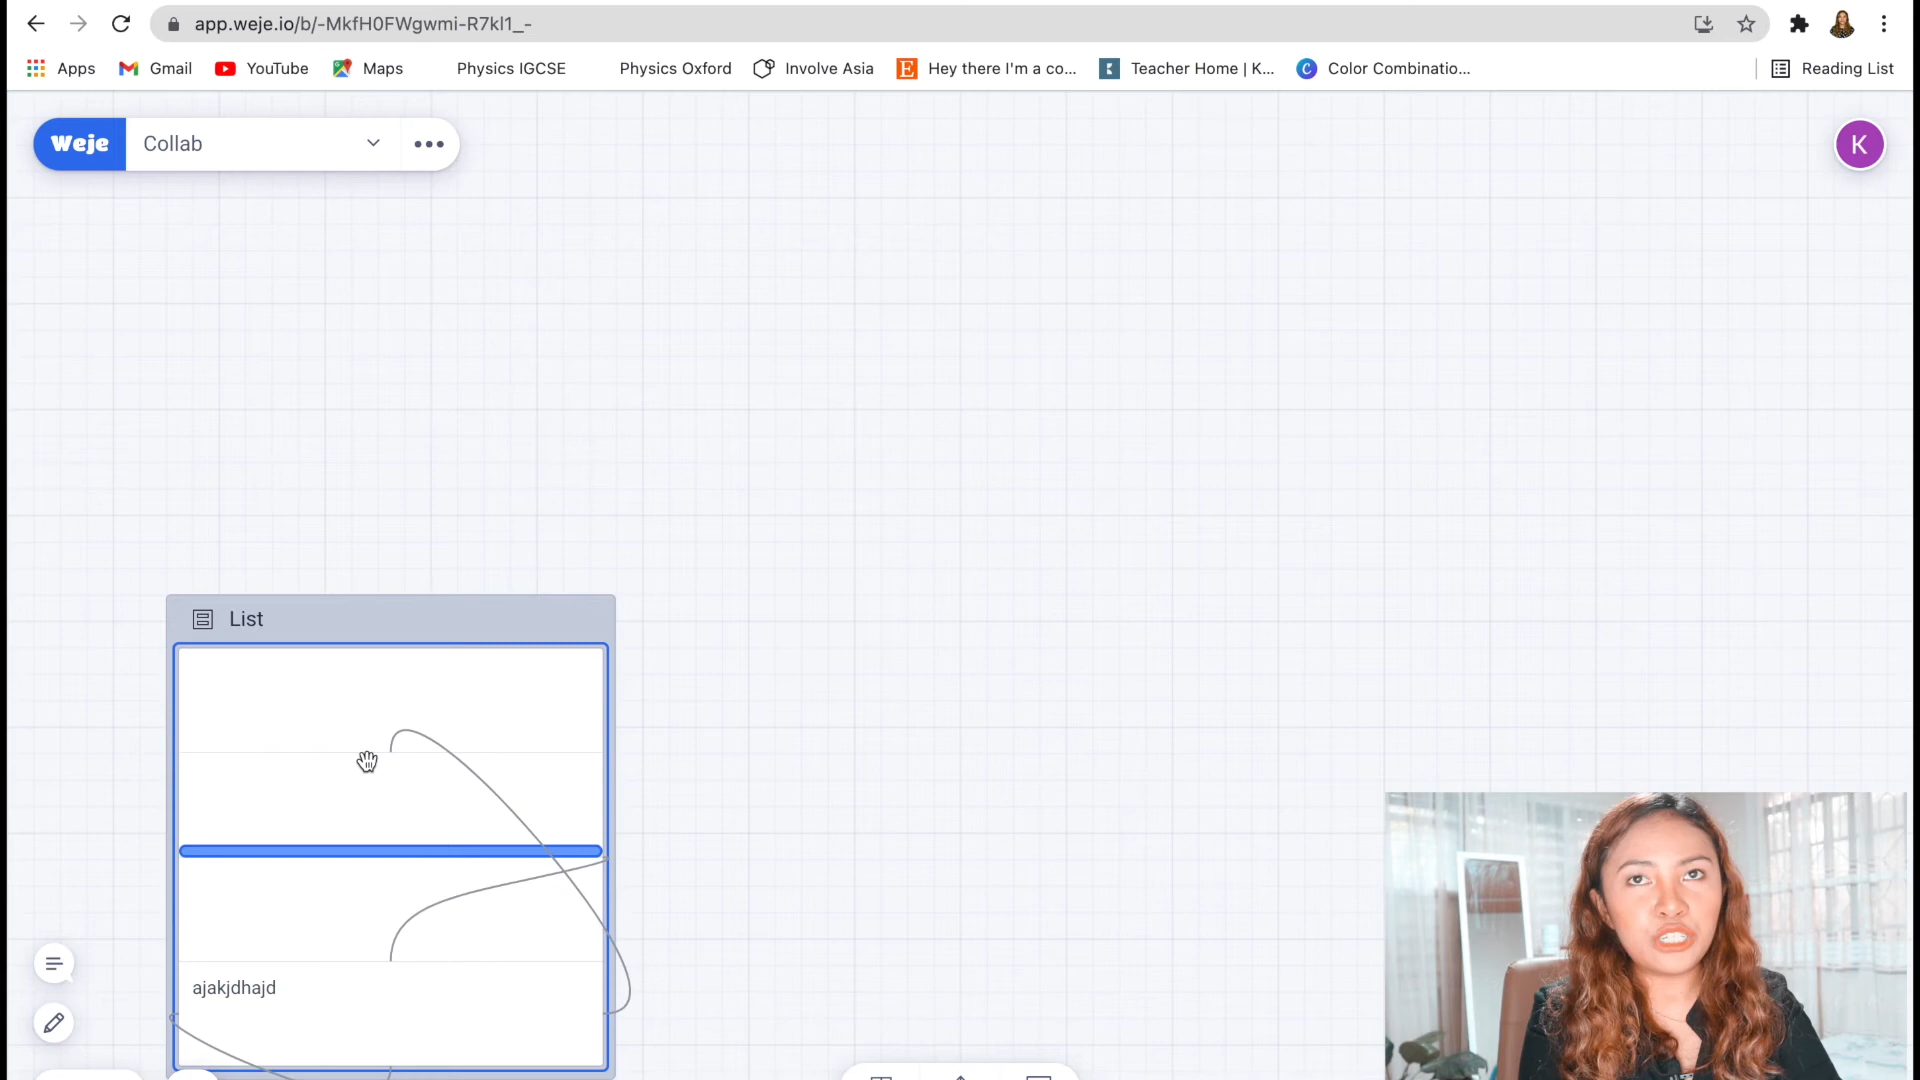 app.weje.io/b/-MkfH0FWgwmi-R7kl1_-
Apps Gmail YouTube Maps Physics IGCSE Physics Oxford Involve Asia Hey there I'm a co... Teacher Home | K... Color Combinatio... Reading List
Weje Collab
K
List
ajakjdhajd